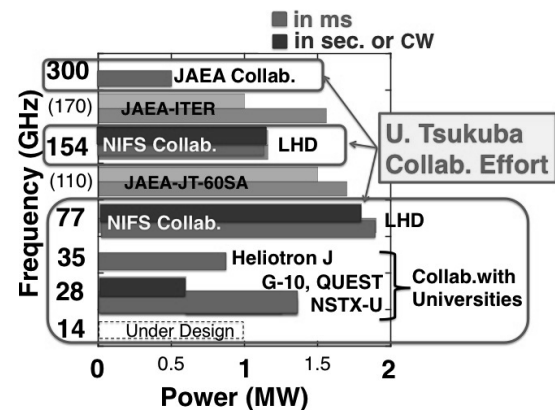 in ms
in sec. or CW
300
JAEA Collab.
(170)
JAEA-ITER
154
NIFS Collab.
LHD
U. Tsukuba
Collab. Effort
(110)
JAEA-JT-60SA
77
NIFS Collab.
LHD
35
Heliotron J
28
G-10, QUEST
NSTX-U
Collab.with
Universities
14
Under Design
Frequency (GHz)
0
0.5
1
1.5
2
Power (MW)